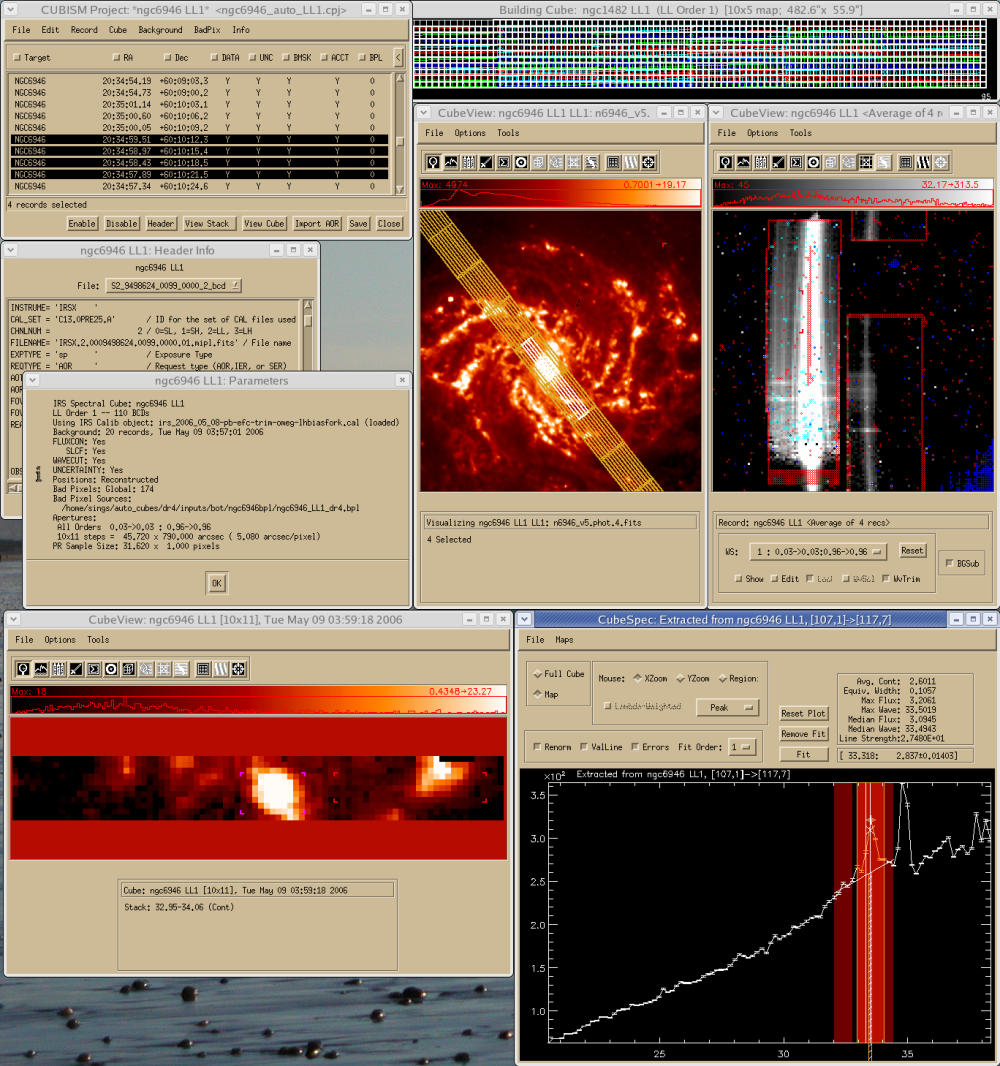 CUBISM Project: *ngc6946 LL1* <ngc6946_auto_LL1.cpj>
File Edit Record Cube Background BadPix Info
Target RA Dec DATA UNC BMSK ACCT BPL <
NGC6946 20:34:54.19 +60:09:03.3 Y Y Y Y 0
NGC6946 20:34:54.73 +60:09:00.2 Y Y Y Y 0
NGC6946 20:35:01.14 +60:10:03.1 Y Y Y Y 0
NGC6946 20:35:00.60 +60:10:06.2 Y Y Y Y 0
NGC6946 20:35:00.05 +60:10:09.2 Y Y Y Y 0
NGC6946 20:34:59.51 +60:10:12.3 Y Y Y Y 0
NGC6946 20:34:58.97 +60:10:15.4 Y Y Y Y 0
NGC6946 20:34:58.43 +60:10:18.5 Y Y Y Y 0
NGC6946 20:34:57.89 +60:10:21.5 Y Y Y Y 0
NGC6946 20:34:57.34 +60:10:24.6 Y Y Y Y 0
4 records selected
Enable Disable Header View Stack View Cube Import AOR Save Close
Building Cube: ngc1482 LL1 (LL Order 1) [10x5 map; 482.6"x 55.9"]
ngc6946 LL1: Header Info
ngc6946 LL1
File: S2_9498624_0099_0000_2_bcd
INSTRUME= 'IRSX '
CAL_SET = 'C13.0PRE25.A' / ID for the set of CAL files used
CHNLNUM = 2 / 0=SL, 1=SH, 2=LL, 3=LH
FILENAME= 'IRSX.2.0009498624.0099.0000.01.mipl.fits' / File name
EXPTYPE = 'sp ' / Exposure Type
REQTYPE = 'AOR ' / Request type (AOR,IER, or SER)
AOT
AOR
FOV
FOV
REA
OBS
ngc6946 LL1: Parameters
IRS Spectral Cube: ngc6946 LL1
LL Order 1 -- 110 BCDs
Using IRS Calib object: irs_2006_05_08-pb-efc-trim-omeg-lhbiasfork.cal (loaded)
Background: 20 records, Tue May 09 03:57:01 2006
FLUXCON: Yes
SLCF: Yes
WAVECUT: Yes
UNCERTAINTY: Yes
Positions: Reconstructed
Bad Pixels: Global: 174
Bad Pixel Sources:
/home/sings/auto_cubes/dr4/inputs/bot/ngc6946bpl/ngc6946_LL1_dr4.bpl
Apertures:
All Orders 0.03->0.03 : 0.96->0.96
10x11 steps = 45.720 x 790.000 arcsec ( 5.080 arcsec/pixel)
PR Sample Size: 31.620 x 1.000 pixels
OK
CubeView: ngc6946 LL1 LL1: n6946_v5.
File Options Tools
Max: 4974 0.7001→19.17
Visualizing ngc6946 LL1 LL1: n6946_v5.phot.4.fits
4 Selected
CubeView: ngc6946 LL1 <Average of 4 r
File Options Tools
Max: 45 32.17→313.5
Record: ngc6946 LL1 <Average of 4 recs>
WS: 1 : 0.03->0.03:0.96->0.96 Reset
Show Edit Load WvSel WvTrim
BGSub
CubeView: ngc6946 LL1 [10x11], Tue May 09 03:59:18 2006
File Options Tools
Max: 18 0.4348→23.27
Cube: ngc6946 LL1 [10x11], Tue May 09 03:59:18 2006
Stack: 32.95-34.06 (Cont)
CubeSpec: Extracted from ngc6946 LL1, [107,1]->[117,7]
File Maps
Full Cube
Map
Mouse: XZoom YZoom Region:
Lambda-Weighted Peak
Renorm ValLine Errors Fit Order: 1
Reset Plot
Remove Fit
Fit
Avg. Cont: 2.6011
Equiv. Width: 0.1057
Max Flux: 3.2061
Max Wave: 33.5019
Median Flux: 3.0945
Median Wave: 33.4943
Line Strength:2.7480E+01
[ 33.318: 2.837±0.01403]
×10² Extracted from ngc6946 LL1, [107,1]->[117,7]
3.5
3.0
2.5
2.0
1.5
1.0
25 30 35